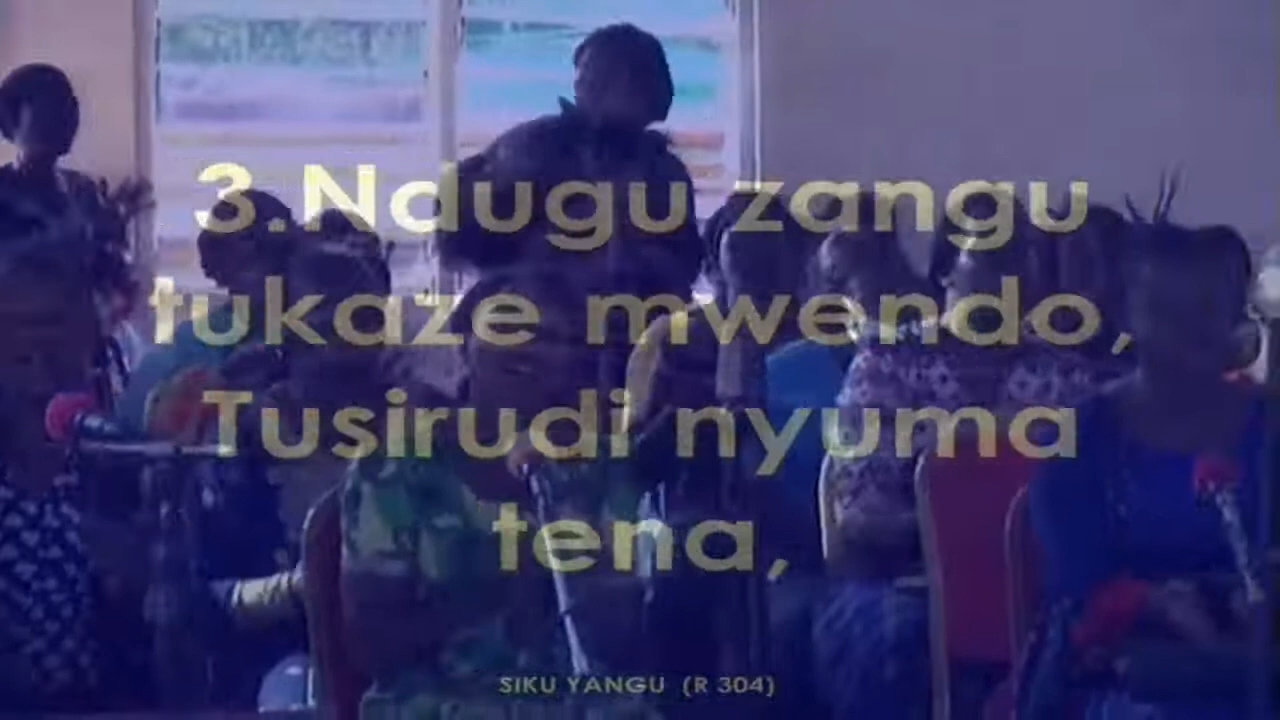 3.Ndugu zangu
tukaze mwendo,
Tusirudi nyuma
tena,
SIKU YANGU (R 304)